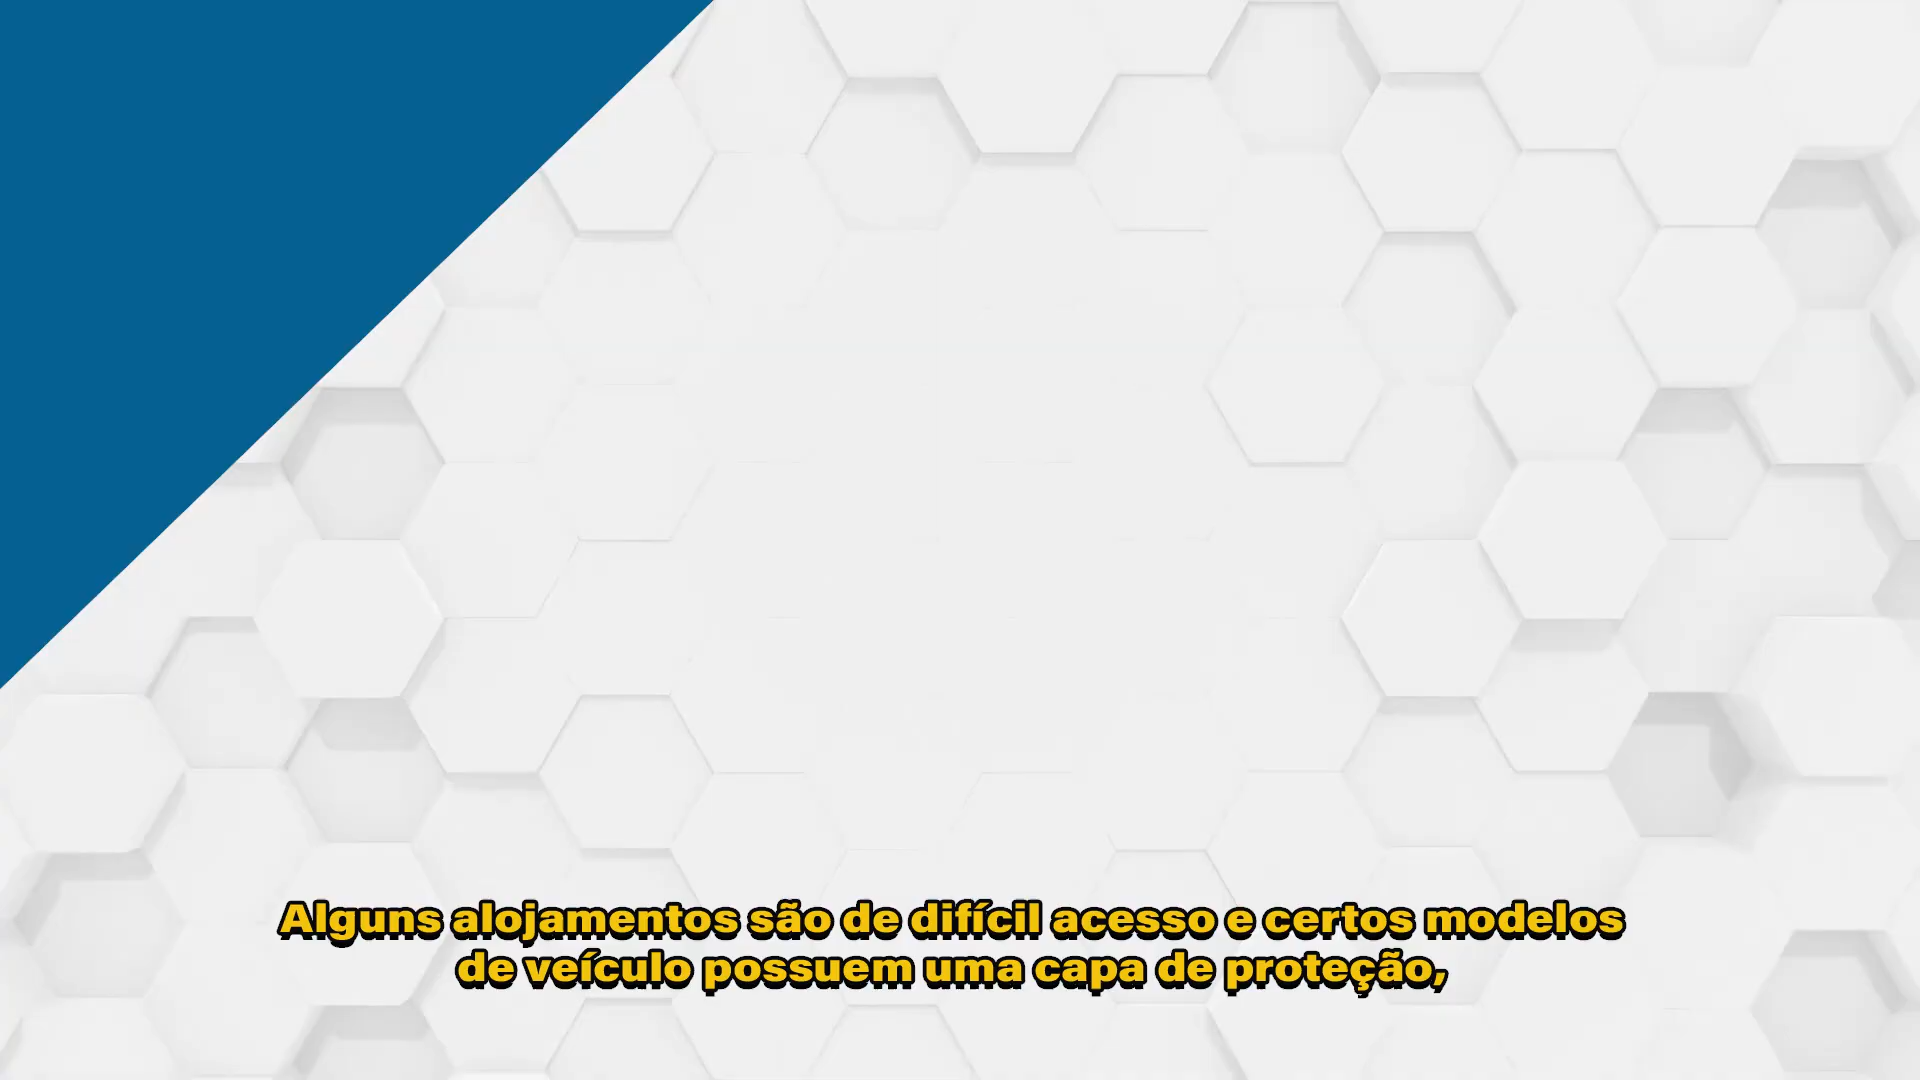 Alguns alojamentos são de difícil acesso e certos modelos
de veículo possuem uma capa de proteção,